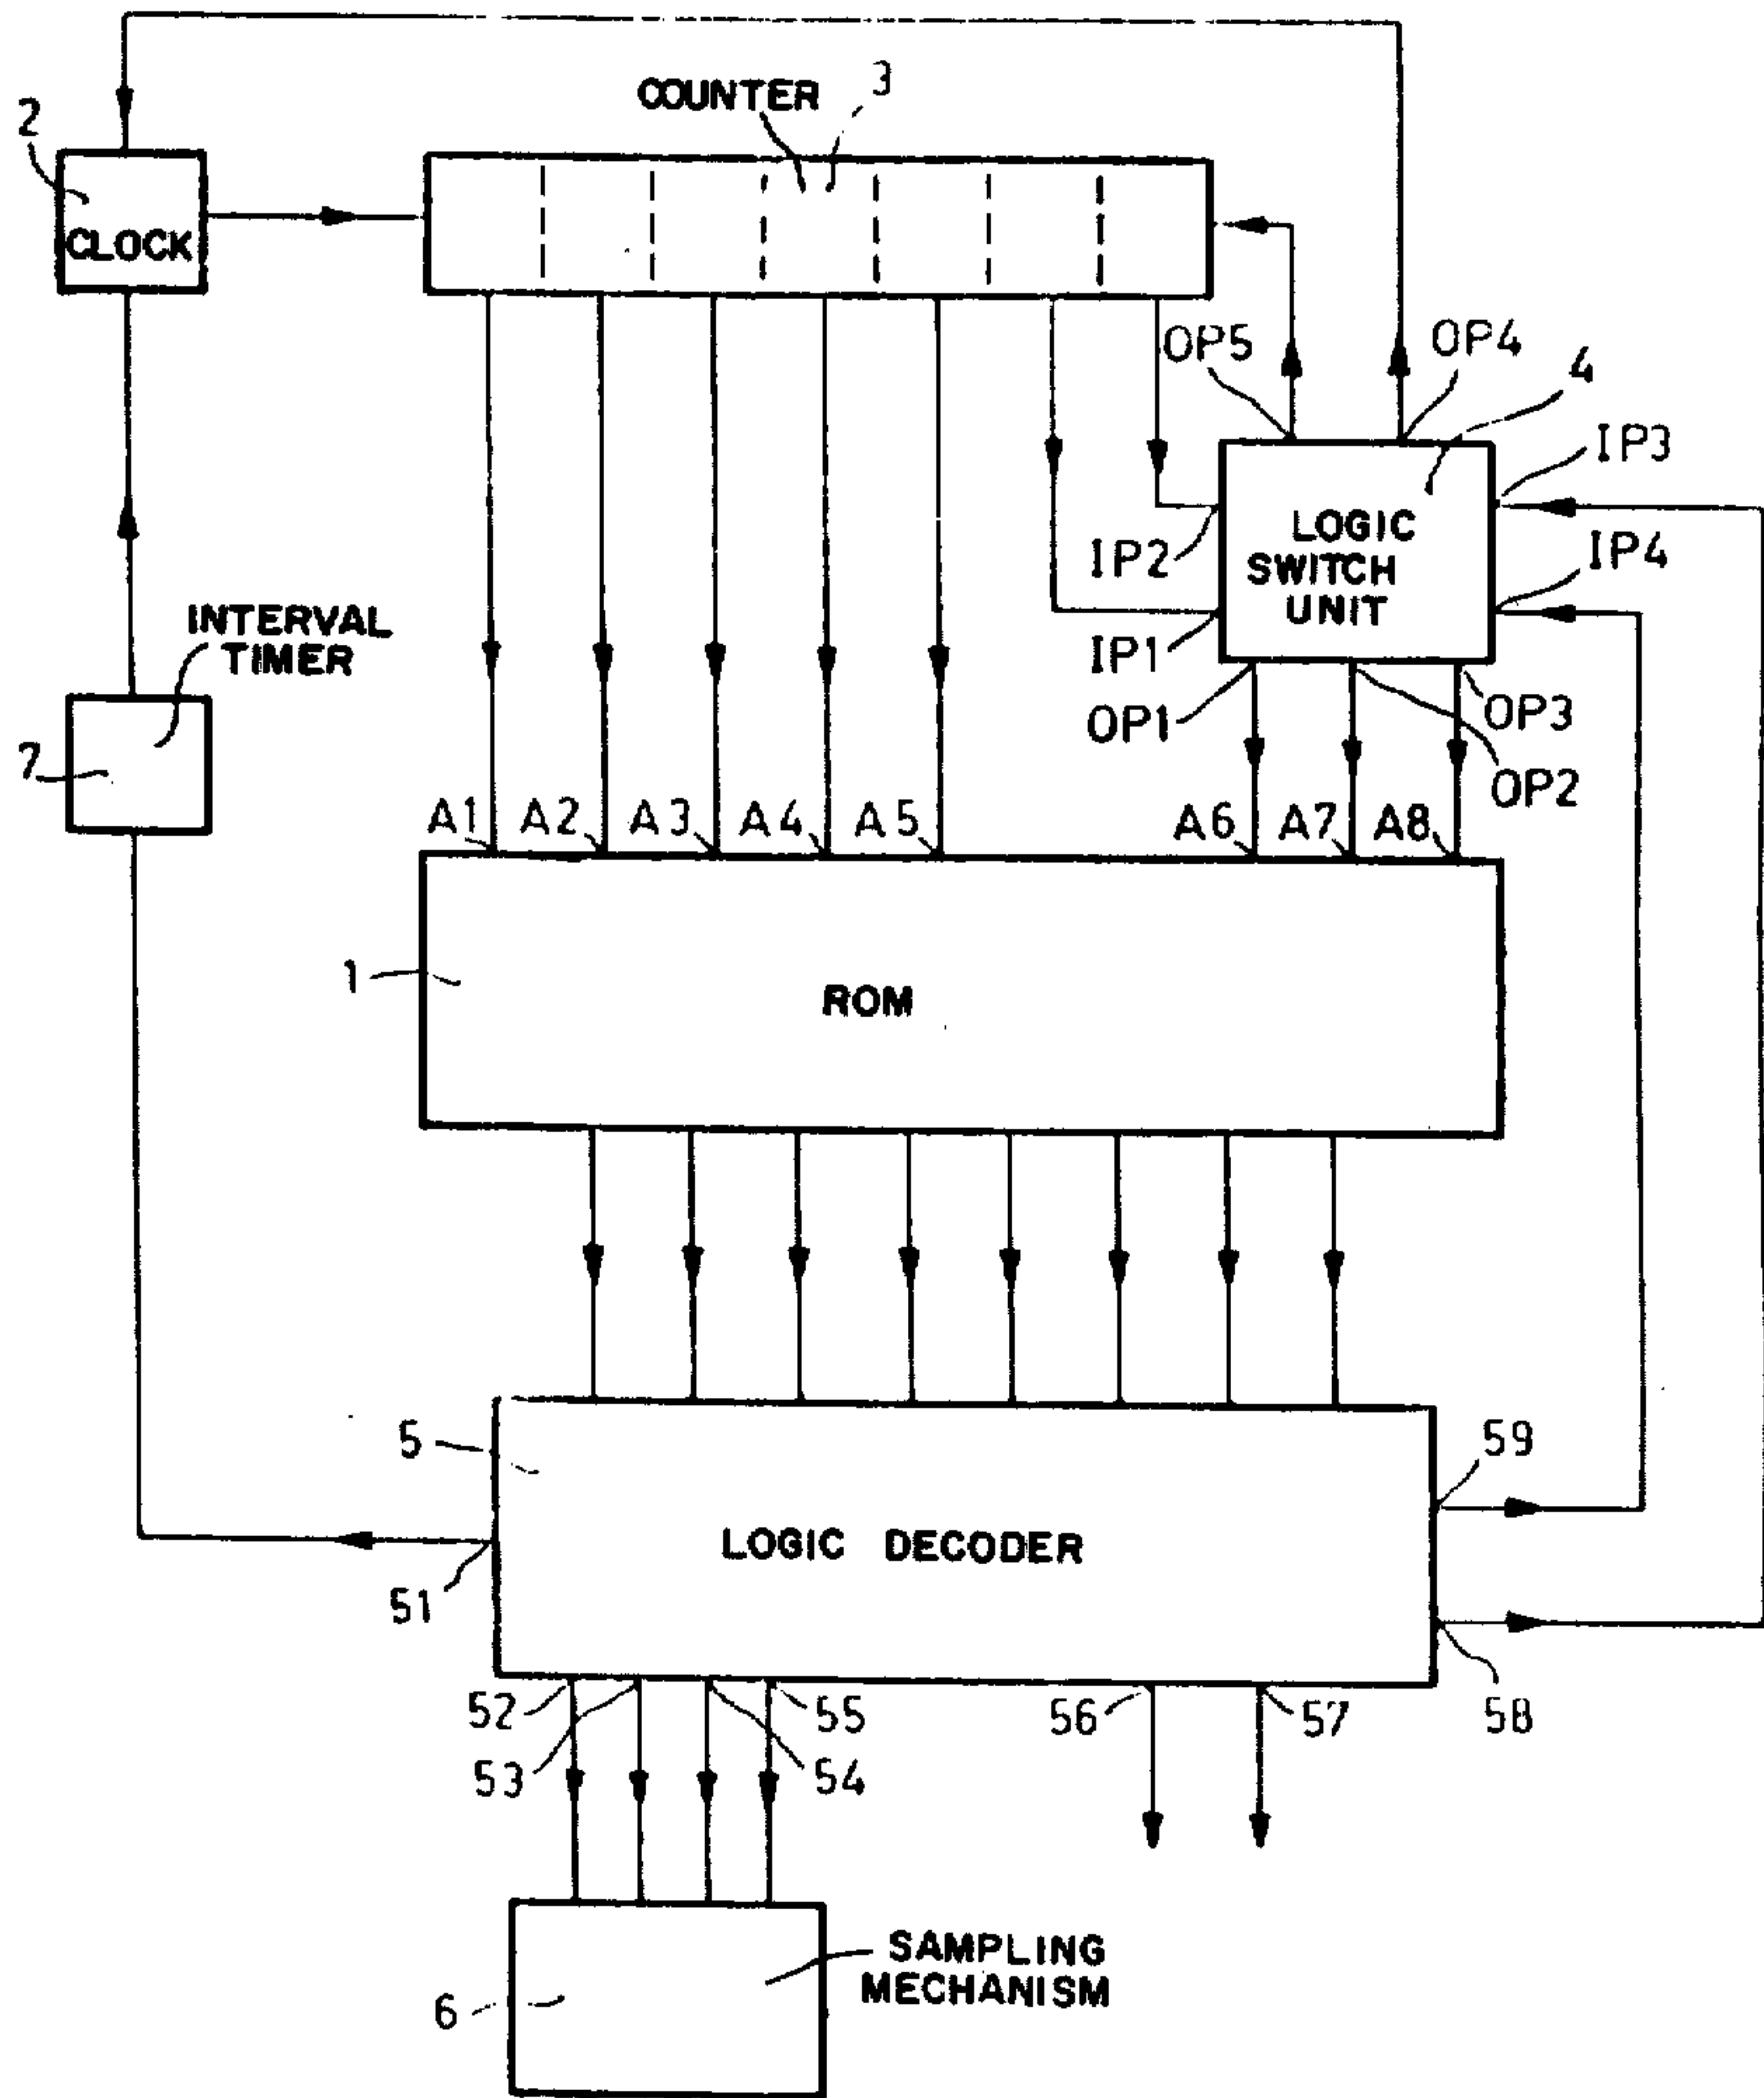 COUNTER 3
2
CLOCK
OP5 OP4 4
IP3
LOGIC
SWITCH
UNIT
IP2 IP4
IP1
INTERVAL
TIMER
7
OP1 OP3
OP2
A1 A2 A3 A4 A5 A6 A7 A8
1
ROM
5
59
LOGIC DECODER
51
52 55 56 57 58
53 54
SAMPLING
MECHANISM
6